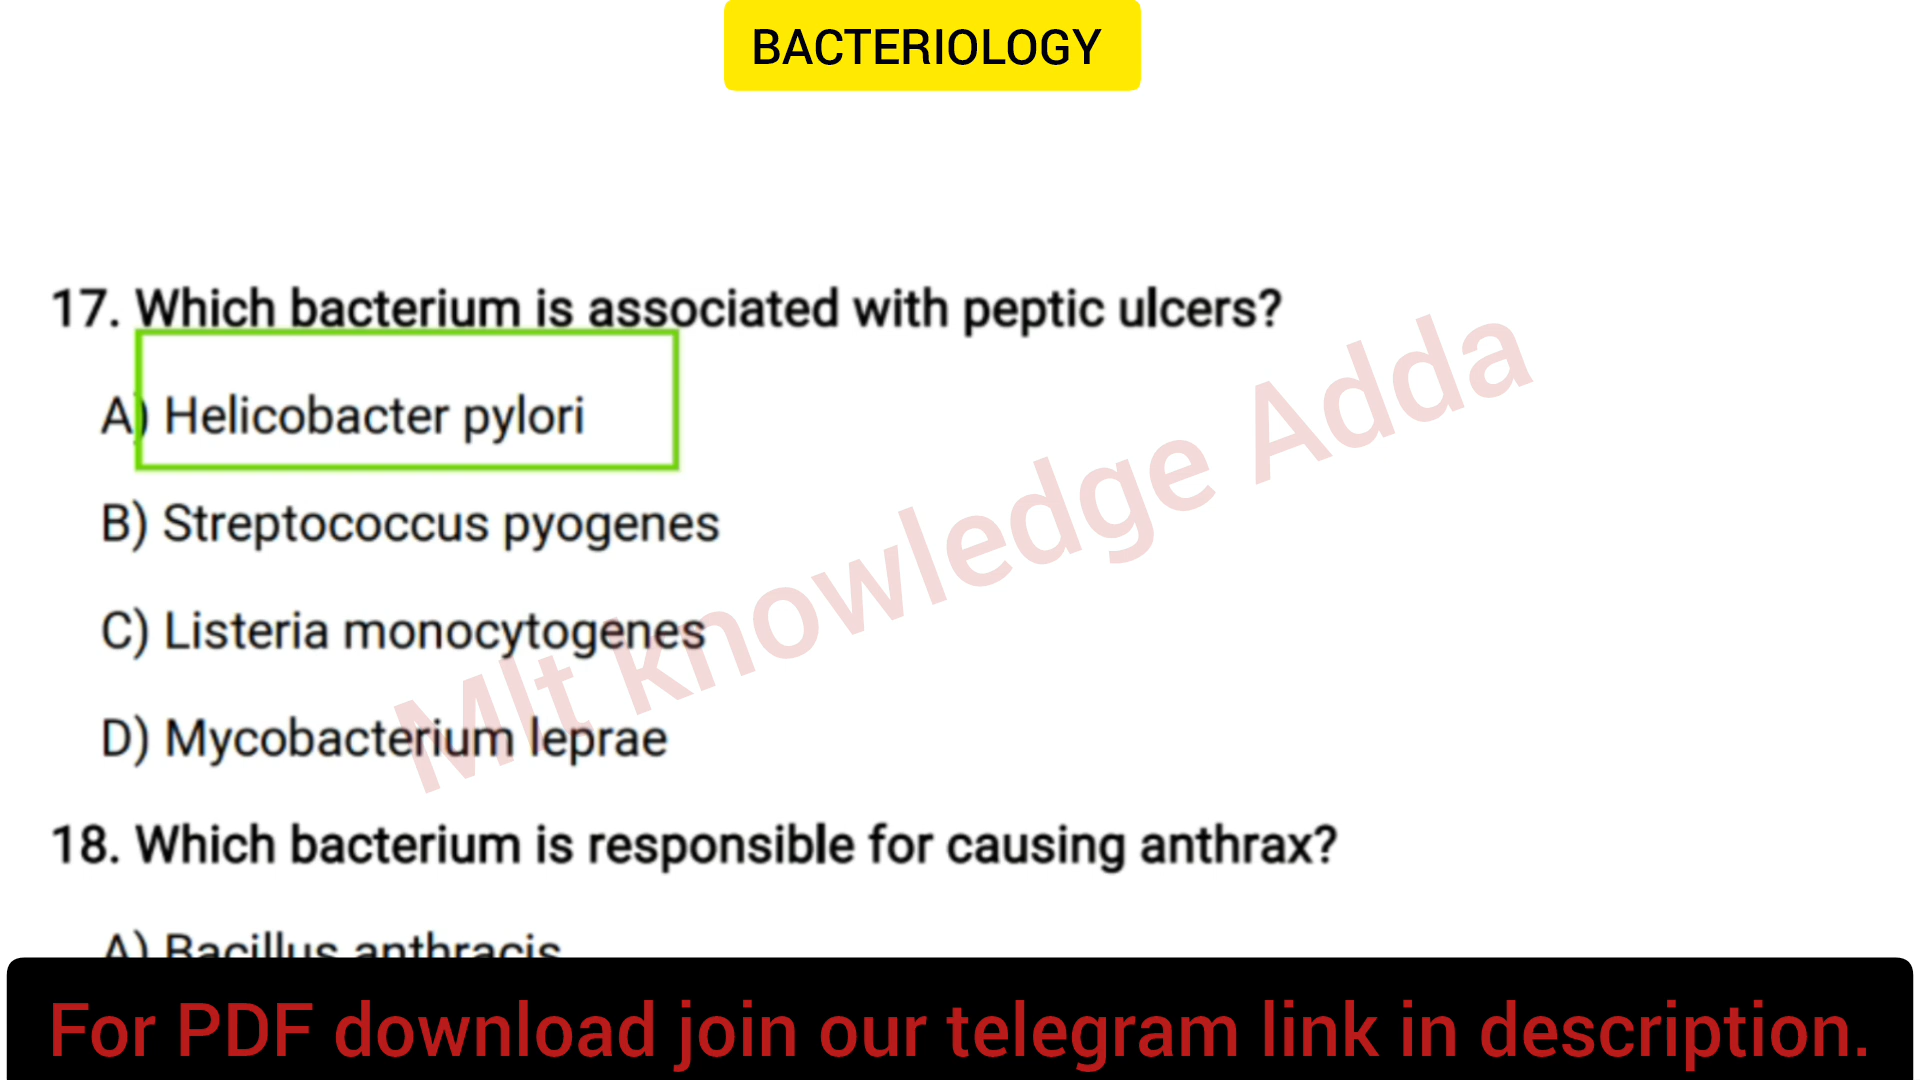 BACTERIOLOGY
17. Which bacterium is associated with peptic ulcers?
A) Helicobacter pylori
B) Streptococcus pyogenes
C) Listeria monocytogenes
D) Mycobacterium leprae
Mlt knowledge Adda
18. Which bacterium is responsible for causing anthrax?
A) Bacillus anthracis
For PDF download join our telegram link in description.